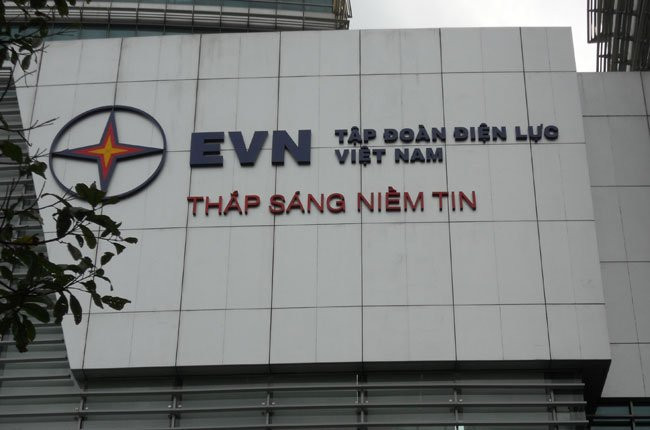 EVN
TẬP ĐOÀN ĐIỆN LỰC
VIỆT NAM
THẮP SÁNG NIỀM TIN